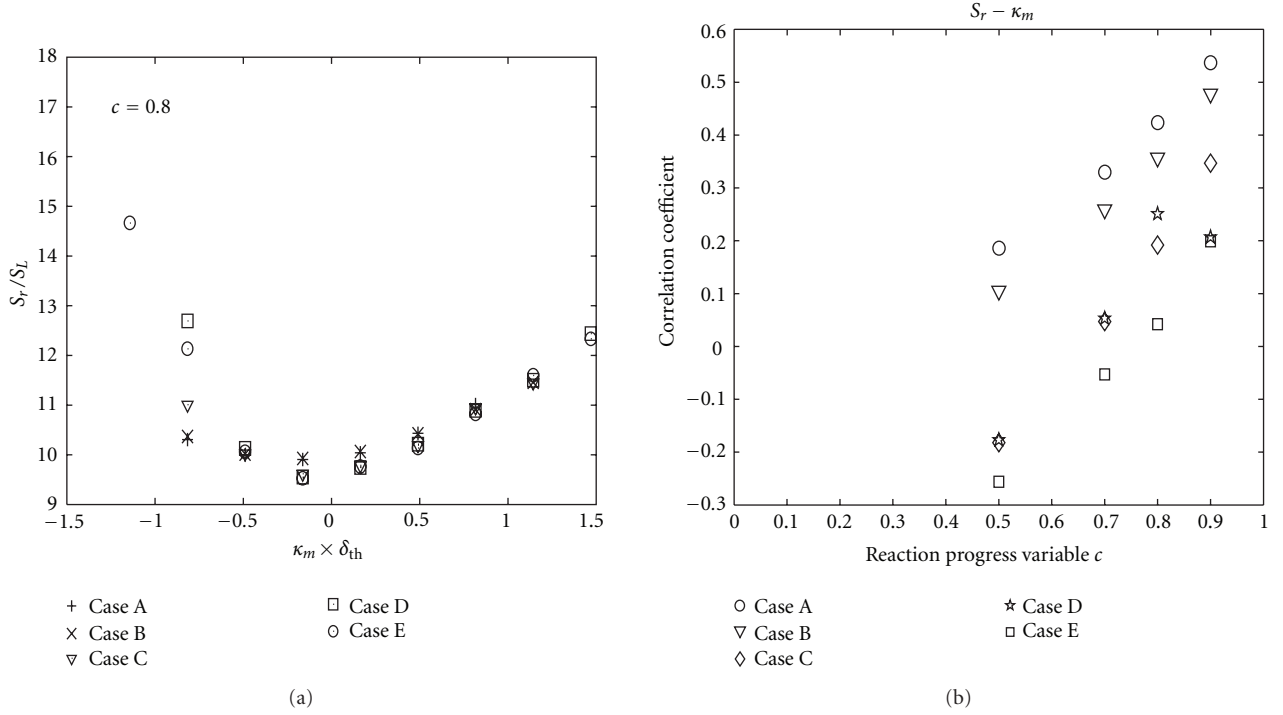 18
17
16
15
14
13
12
11
10
9
c = 0.8
S_r/S_L
−1.5 −1 −0.5 0 0.5 1 1.5
κ_m × δ_th
+ Case A
× Case B
▽ Case C
□ Case D
○ Case E
(a)
S_r − κ_m
0.6
0.5
0.4
0.3
0.2
0.1
0
−0.1
−0.2
−0.3
Correlation coefficient
0 0.1 0.2 0.3 0.4 0.5 0.6 0.7 0.8 0.9 1
Reaction progress variable c
○ Case A
▽ Case B
◇ Case C
☆ Case D
□ Case E
(b)